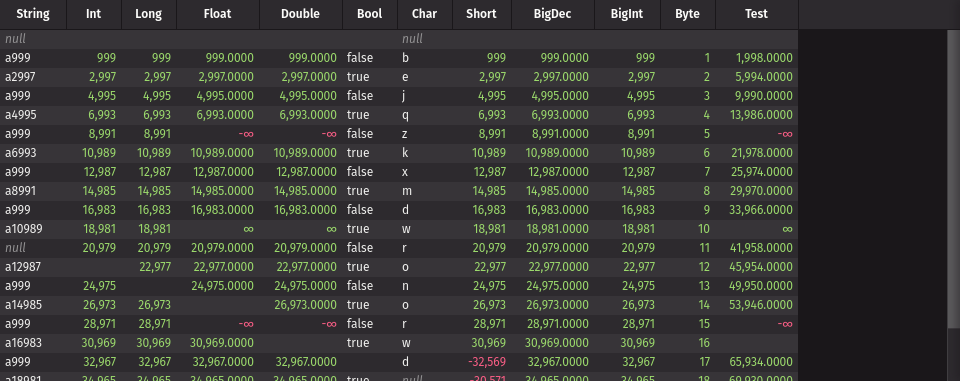 String Int Long Float Double Bool Char Short BigDec BigInt Byte Test
null null
a999 999 999 999.0000 999.0000 false b 999 999.0000 999 1 1,998.0000
a2997 2,997 2,997 2,997.0000 2,997.0000 true e 2,997 2,997.0000 2,997 2 5,994.0000
a999 4,995 4,995 4,995.0000 4,995.0000 false j 4,995 4,995.0000 4,995 3 9,990.0000
a4995 6,993 6,993 6,993.0000 6,993.0000 true q 6,993 6,993.0000 6,993 4 13,986.0000
a999 8,991 8,991 -∞ -∞ false z 8,991 8,991.0000 8,991 5 -∞
a6993 10,989 10,989 10,989.0000 10,989.0000 true k 10,989 10,989.0000 10,989 6 21,978.0000
a999 12,987 12,987 12,987.0000 12,987.0000 false x 12,987 12,987.0000 12,987 7 25,974.0000
a8991 14,985 14,985 14,985.0000 14,985.0000 true m 14,985 14,985.0000 14,985 8 29,970.0000
a999 16,983 16,983 16,983.0000 16,983.0000 false d 16,983 16,983.0000 16,983 9 33,966.0000
a10989 18,981 18,981 ∞ ∞ true w 18,981 18,981.0000 18,981 10 ∞
null 20,979 20,979 20,979.0000 20,979.0000 false r 20,979 20,979.0000 20,979 11 41,958.0000
a12987 22,977 22,977.0000 22,977.0000 true o 22,977 22,977.0000 22,977 12 45,954.0000
a999 24,975 24,975.0000 24,975.0000 false n 24,975 24,975.0000 24,975 13 49,950.0000
a14985 26,973 26,973 26,973.0000 true o 26,973 26,973.0000 26,973 14 53,946.0000
a999 28,971 28,971 -∞ -∞ false r 28,971 28,971.0000 28,971 15 -∞
a16983 30,969 30,969 30,969.0000 true w 30,969 30,969.0000 30,969 16
a999 32,967 32,967 32,967.0000 32,967.0000 d -32,569 32,967.0000 32,967 17 65,934.0000
a18981 34,965 34,965 34,965.0000 34,965.0000 true null -30,571 34,965.0000 34,965 18 69,930.0000